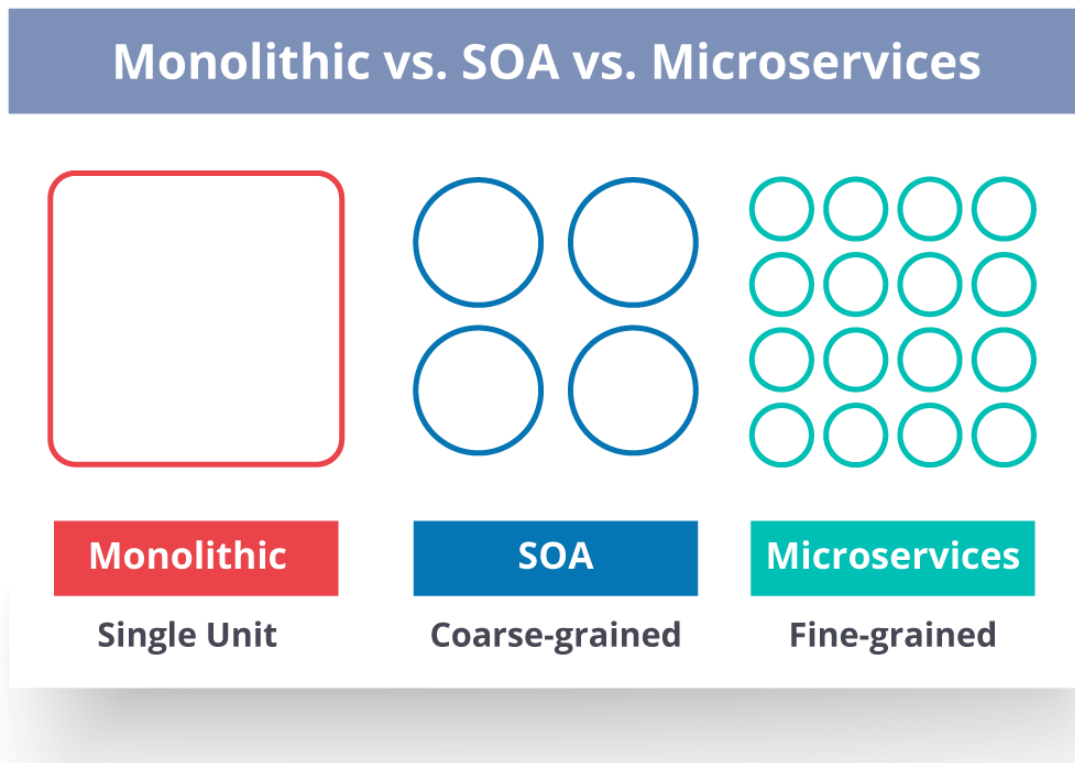 Monolithic vs. SOA vs. Microservices
Monolithic
SOA
Microservices
Single Unit
Coarse-grained
Fine-grained